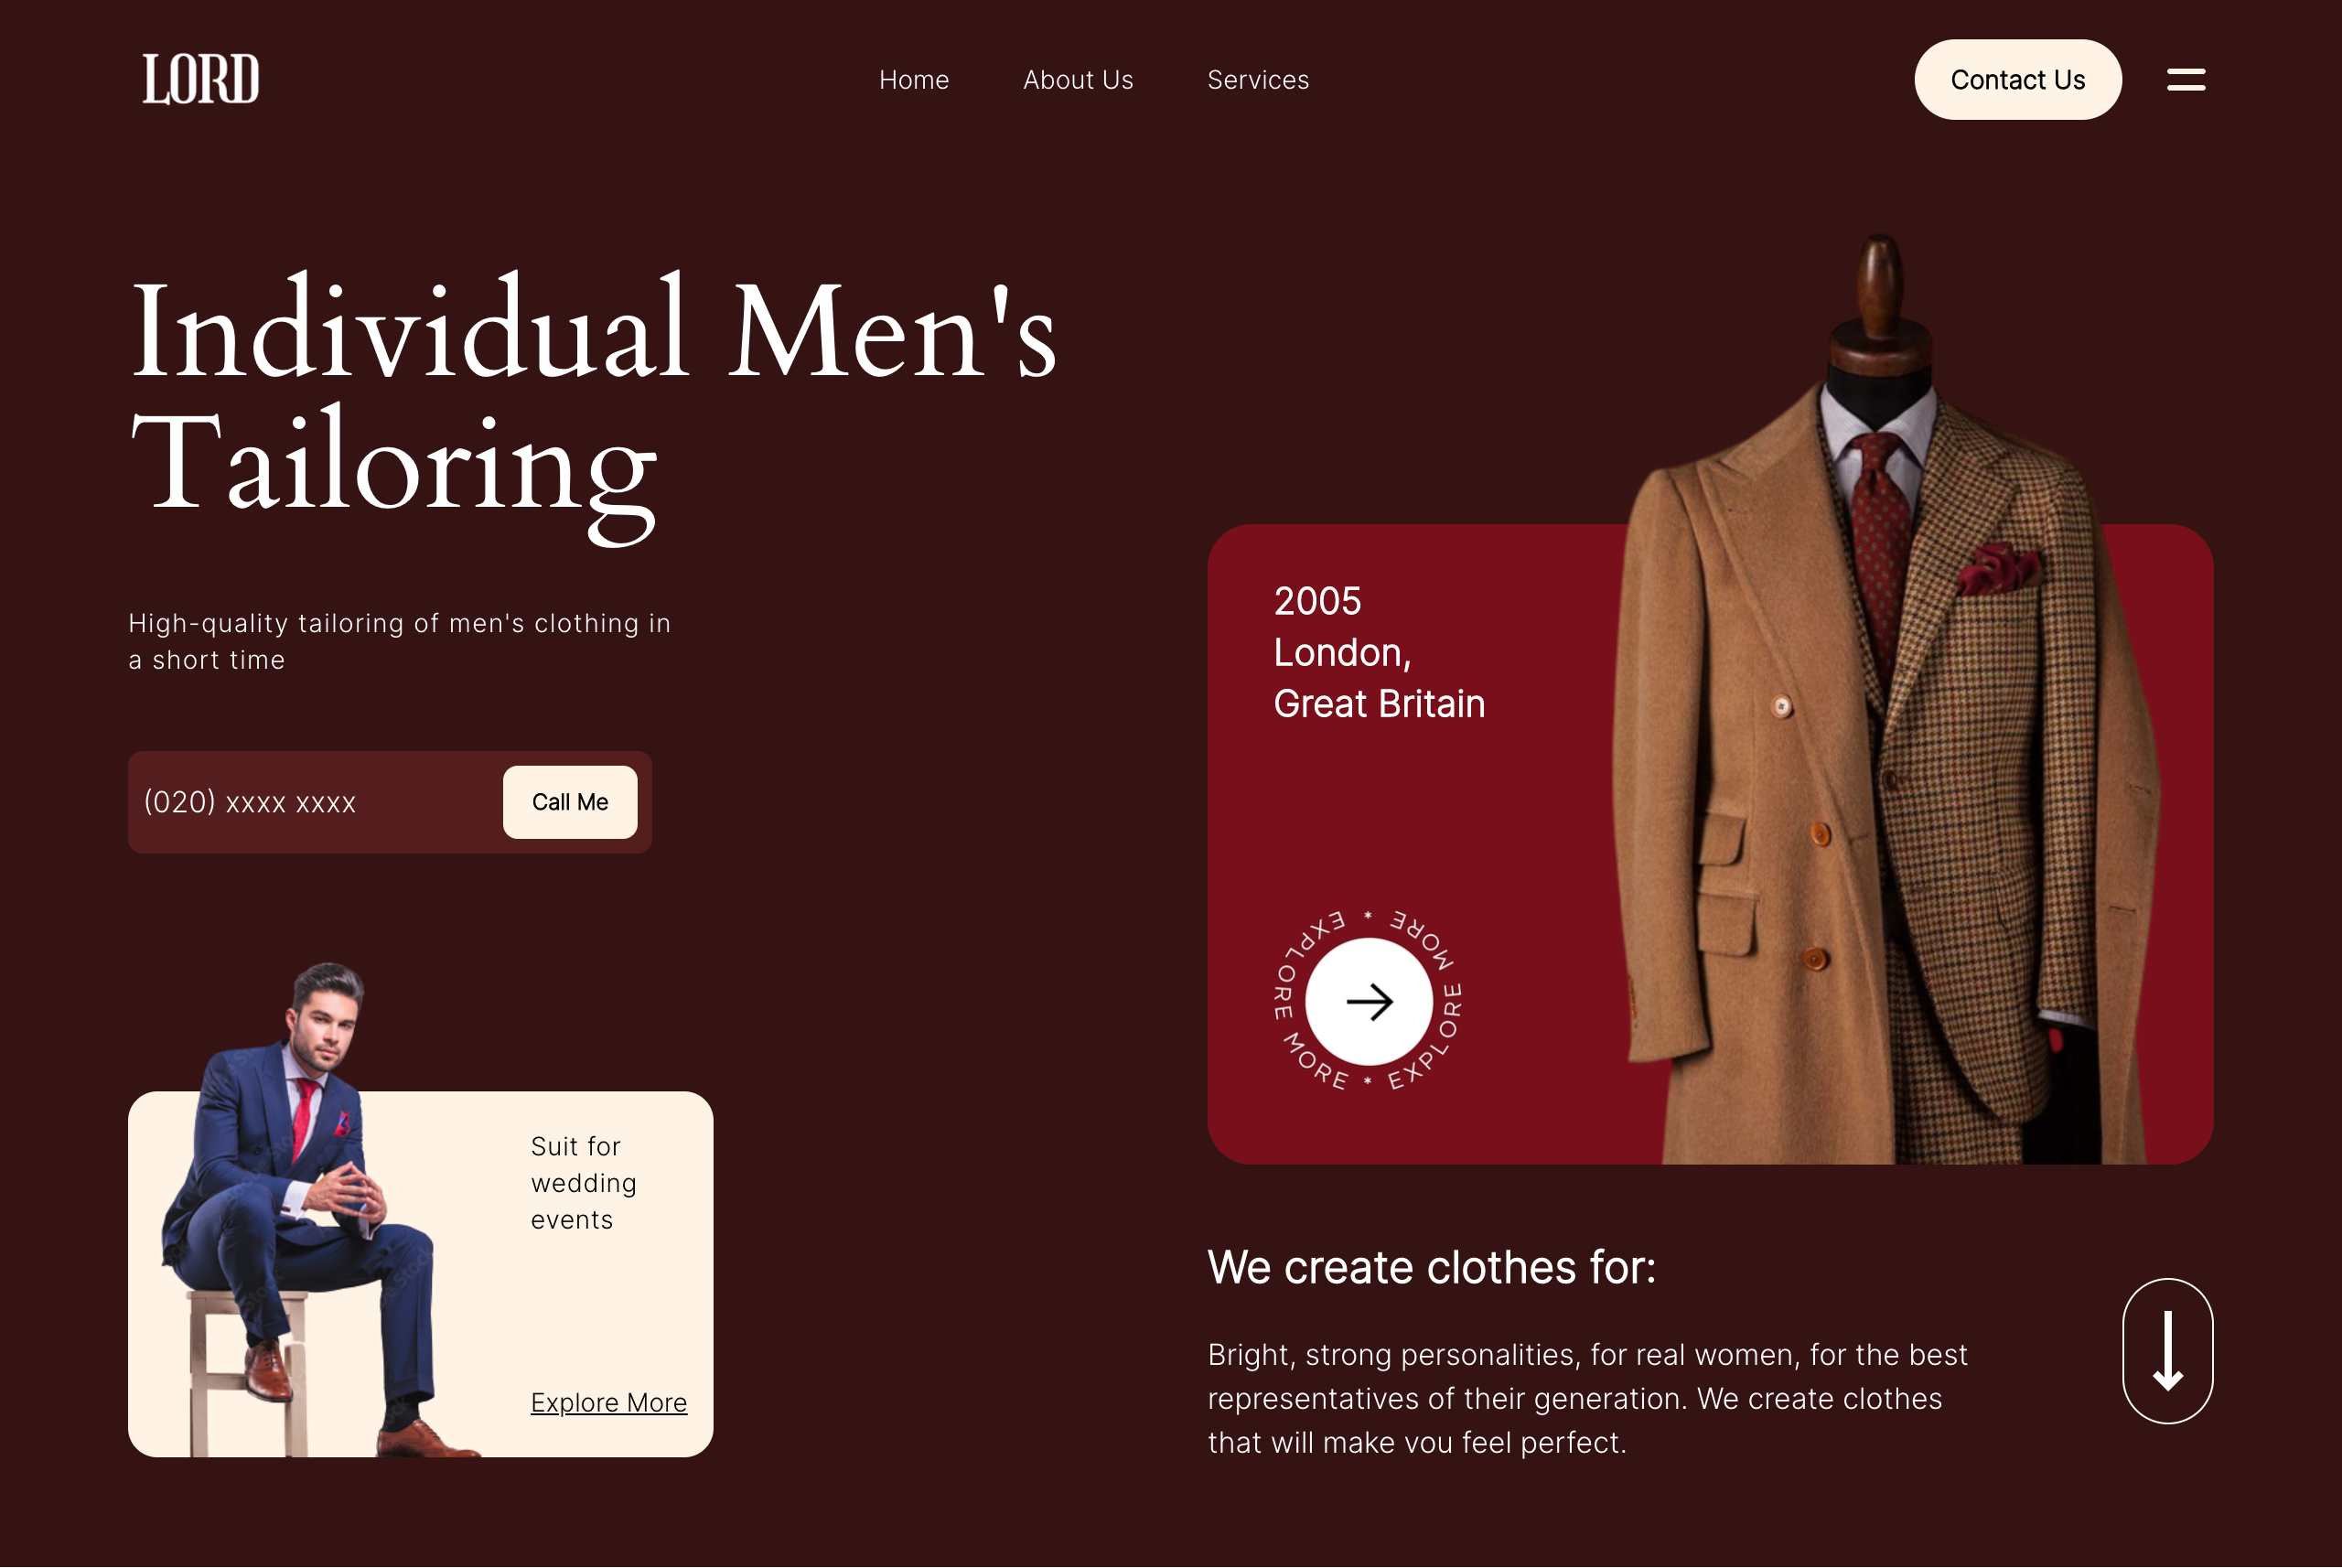 LORD
Home
About Us
Services
Contact Us
Individual Men's
Tailoring
High-quality tailoring of men's clothing in
a short time
(020) xxxx xxxx
Call Me
2005
London,
Great Britain
EXPLORE MORE * EXPLORE MORE *
Suit for
wedding
events
Explore More
We create clothes for:
Bright, strong personalities, for real women, for the best
representatives of their generation. We create clothes
that will make vou feel perfect.